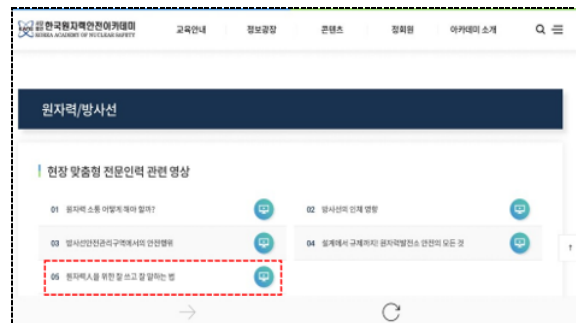 한국원자력안전아카데미
KOREA ACADEMY OF NUCLEAR SAFETY
교육안내 정보광장 콘텐츠 정회원 아카데미 소개
원자력/방사선
현장 맞춤형 전문인력 관련 영상
01 원자력 소통 어떻게 해야 할까?
02 방사선의 인체 영향
03 방사선안전관리구역에서의 안전행위
04 설계에서 규제까지! 원자력발전소 안전의 모든 것
05 원자력人을 위한 잘 쓰고 잘 말하는 법